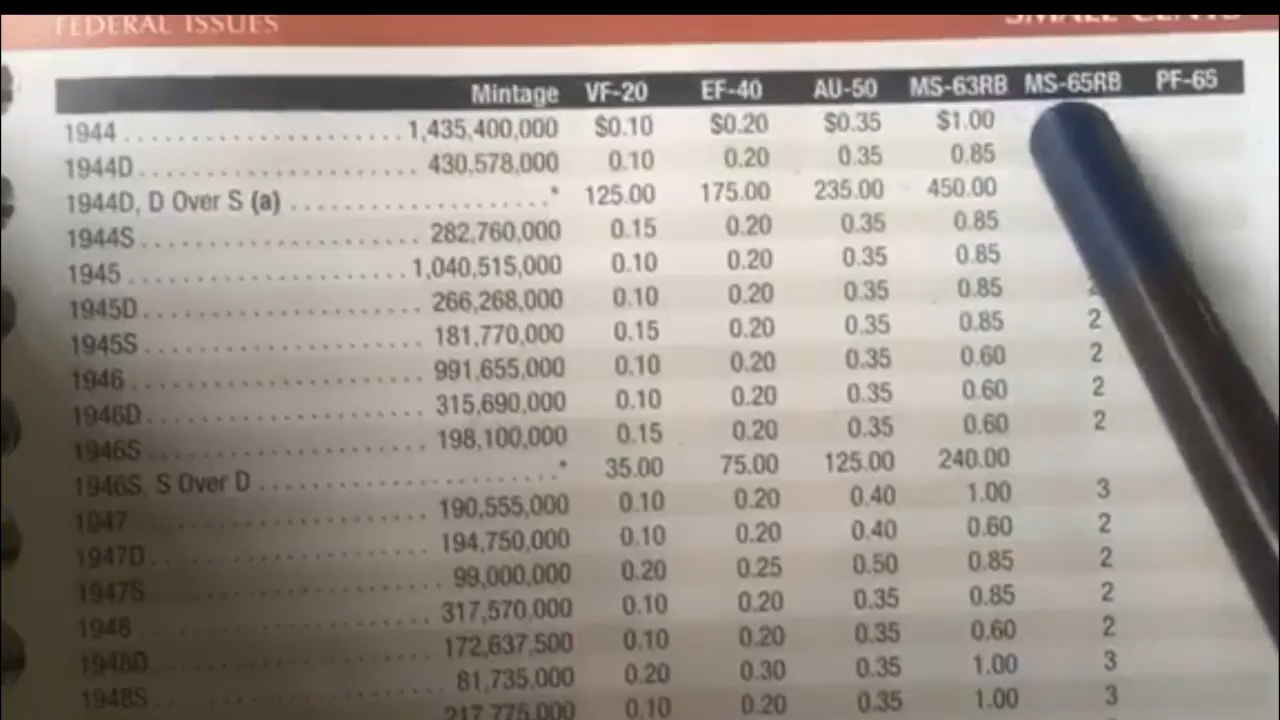 FEDERAL ISSUES SMALL CENTS
Mintage VF-20 EF-40 AU-50 MS-63RB MS-65RB PF-65
1944 . . . . . . . . . . . . . . . . . . . . . . . . 1,435,400,000 $0.10 $0.20 $0.35 $1.00
1944D . . . . . . . . . . . . . . . . . . . . . . . . 430,578,000 0.10 0.20 0.35 0.85
1944D, D Over S (a) . . . . . . . . . . . . . . . . . . . . * 125.00 175.00 235.00 450.00
1944S . . . . . . . . . . . . . . . . . . . . . . . . 282,760,000 0.15 0.20 0.35 0.85
1945 . . . . . . . . . . . . . . . . . . . . . . . . 1,040,515,000 0.10 0.20 0.35 0.85
1945D . . . . . . . . . . . . . . . . . . . . . . . . 266,268,000 0.10 0.20 0.35 0.85
1945S . . . . . . . . . . . . . . . . . . . . . . . . 181,770,000 0.15 0.20 0.35 0.85 2
1946 . . . . . . . . . . . . . . . . . . . . . . . . 991,655,000 0.10 0.20 0.35 0.60 2
1946D . . . . . . . . . . . . . . . . . . . . . . . . 315,690,000 0.10 0.20 0.35 0.60 2
1946S . . . . . . . . . . . . . . . . . . . . . . . . 198,100,000 0.15 0.20 0.35 0.60 2
1946S, S Over D . . . . . . . . . . . . . . . . . . . . . . * 35.00 75.00 125.00 240.00
1947 . . . . . . . . . . . . . . . . . . . . . . . . 190,555,000 0.10 0.20 0.40 1.00 3
1947D . . . . . . . . . . . . . . . . . . . . . . . . 194,750,000 0.10 0.20 0.40 0.60 2
1947S . . . . . . . . . . . . . . . . . . . . . . . . 99,000,000 0.20 0.25 0.50 0.85 2
1948 . . . . . . . . . . . . . . . . . . . . . . . . 317,570,000 0.10 0.20 0.35 0.85 2
1948D . . . . . . . . . . . . . . . . . . . . . . . . 172,637,500 0.10 0.20 0.35 0.60 2
1948S . . . . . . . . . . . . . . . . . . . . . . . . 81,735,000 0.20 0.30 0.35 1.00 3
217,775,000 0.10 0.20 0.35 1.00 3